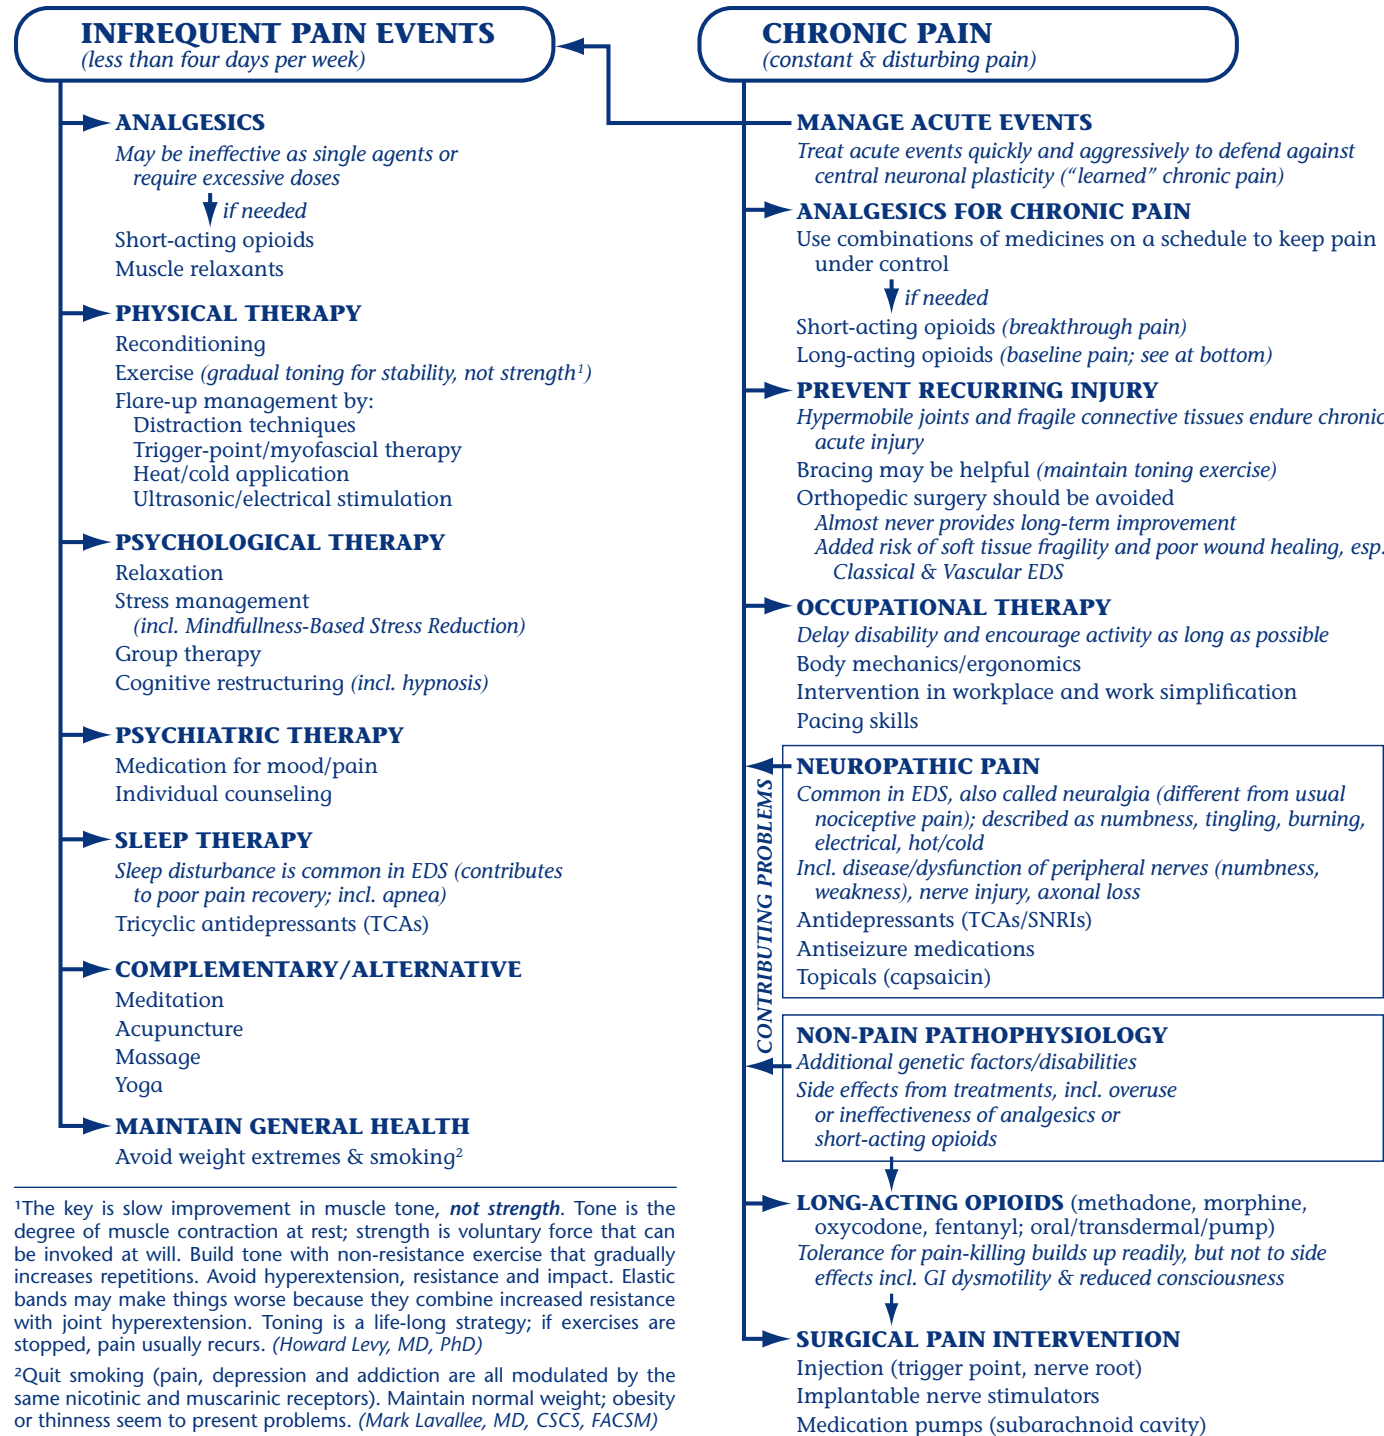 INFREQUENT PAIN EVENTS
(less than four days per week)
ANALGESICS
May be ineffective as single agents or
require excessive doses
if needed
Short-acting opioids
Muscle relaxants
PHYSICAL THERAPY
Reconditioning
Exercise (gradual toning for stability, not strength¹)
Flare-up management by:
Distraction techniques
Trigger-point/myofascial therapy
Heat/cold application
Ultrasonic/electrical stimulation
PSYCHOLOGICAL THERAPY
Relaxation
Stress management
(incl. Mindfullness-Based Stress Reduction)
Group therapy
Cognitive restructuring (incl. hypnosis)
PSYCHIATRIC THERAPY
Medication for mood/pain
Individual counseling
SLEEP THERAPY
Sleep disturbance is common in EDS (contributes
to poor pain recovery; incl. apnea)
Tricyclic antidepressants (TCAs)
COMPLEMENTARY/ALTERNATIVE
Meditation
Acupuncture
Massage
Yoga
MAINTAIN GENERAL HEALTH
Avoid weight extremes & smoking²
¹The key is slow improvement in muscle tone, not strength. Tone is the
degree of muscle contraction at rest; strength is voluntary force that can
be invoked at will. Build tone with non-resistance exercise that gradually
increases repetitions. Avoid hyperextension, resistance and impact. Elastic
bands may make things worse because they combine increased resistance
with joint hyperextension. Toning is a life-long strategy; if exercises are
stopped, pain usually recurs. (Howard Levy, MD, PhD)
²Quit smoking (pain, depression and addiction are all modulated by the
same nicotinic and muscarinic receptors). Maintain normal weight; obesity
or thinness seem to present problems. (Mark Lavallee, MD, CSCS, FACSM)
CHRONIC PAIN
(constant & disturbing pain)
MANAGE ACUTE EVENTS
Treat acute events quickly and aggressively to defend against
central neuronal plasticity (“learned” chronic pain)
ANALGESICS FOR CHRONIC PAIN
Use combinations of medicines on a schedule to keep pain
under control
if needed
Short-acting opioids (breakthrough pain)
Long-acting opioids (baseline pain; see at bottom)
PREVENT RECURRING INJURY
Hypermobile joints and fragile connective tissues endure chronic
acute injury
Bracing may be helpful (maintain toning exercise)
Orthopedic surgery should be avoided
Almost never provides long-term improvement
Added risk of soft tissue fragility and poor wound healing, esp.
Classical & Vascular EDS
OCCUPATIONAL THERAPY
Delay disability and encourage activity as long as possible
Body mechanics/ergonomics
Intervention in workplace and work simplification
Pacing skills
CONTRIBUTING PROBLEMS
NEUROPATHIC PAIN
Common in EDS, also called neuralgia (different from usual
nociceptive pain); described as numbness, tingling, burning,
electrical, hot/cold
Incl. disease/dysfunction of peripheral nerves (numbness,
weakness), nerve injury, axonal loss
Antidepressants (TCAs/SNRIs)
Antiseizure medications
Topicals (capsaicin)
NON-PAIN PATHOPHYSIOLOGY
Additional genetic factors/disabilities
Side effects from treatments, incl. overuse
or ineffectiveness of analgesics or
short-acting opioids
LONG-ACTING OPIOIDS (methadone, morphine,
oxycodone, fentanyl; oral/transdermal/pump)
Tolerance for pain-killing builds up readily, but not to side
effects incl. GI dysmotility & reduced consciousness
SURGICAL PAIN INTERVENTION
Injection (trigger point, nerve root)
Implantable nerve stimulators
Medication pumps (subarachnoid cavity)